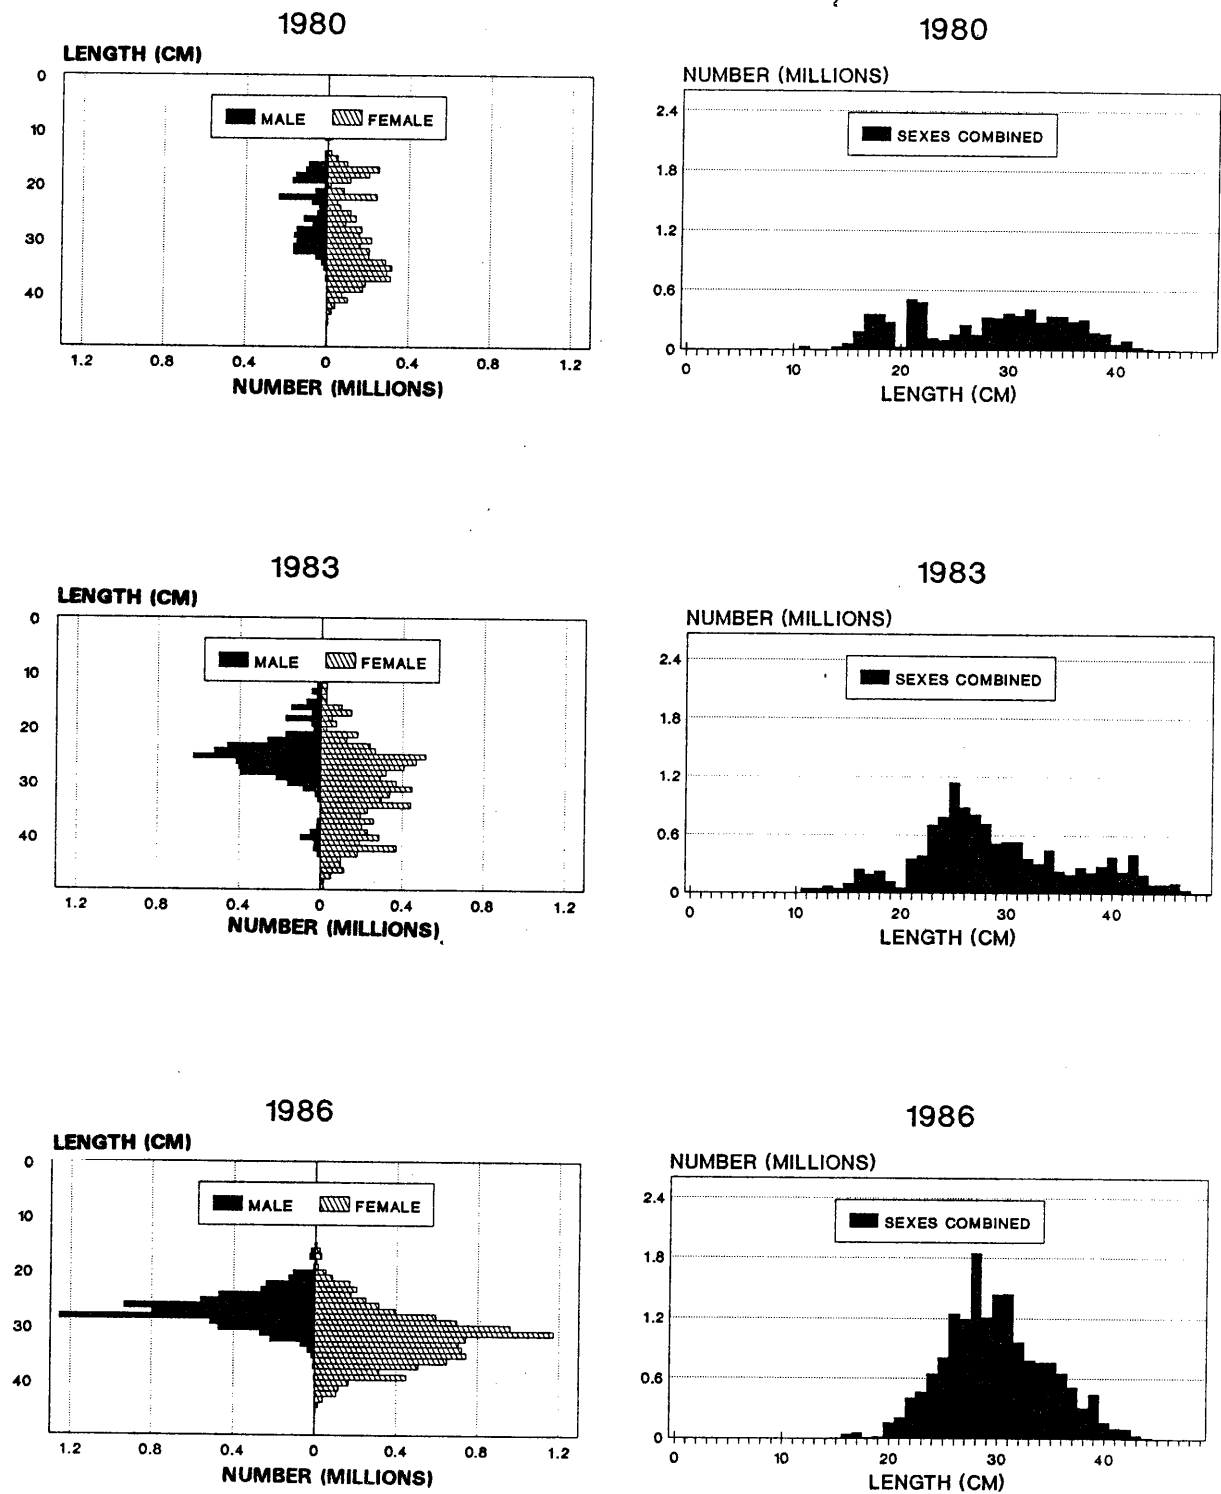 1980
LENGTH (CM)
MALE FEMALE
0
10
20
30
40
1.2 0.8 0.4 0 0.4 0.8 1.2
NUMBER (MILLIONS)
1980
NUMBER (MILLIONS)
SEXES COMBINED
2.4
1.8
1.2
0.6
0
0 10 20 30 40
LENGTH (CM)
1983
LENGTH (CM)
MALE FEMALE
0
10
20
30
40
1.2 0.8 0.4 0 0.4 0.8 1.2
NUMBER (MILLIONS)
1983
NUMBER (MILLIONS)
SEXES COMBINED
2.4
1.8
1.2
0.6
0
0 10 20 30 40
LENGTH (CM)
1986
LENGTH (CM)
MALE FEMALE
0
10
20
30
40
1.2 0.8 0.4 0 0.4 0.8 1.2
NUMBER (MILLIONS)
1986
NUMBER (MILLIONS)
SEXES COMBINED
2.4
1.8
1.2
0.6
0
0 10 20 30 40
LENGTH (CM)